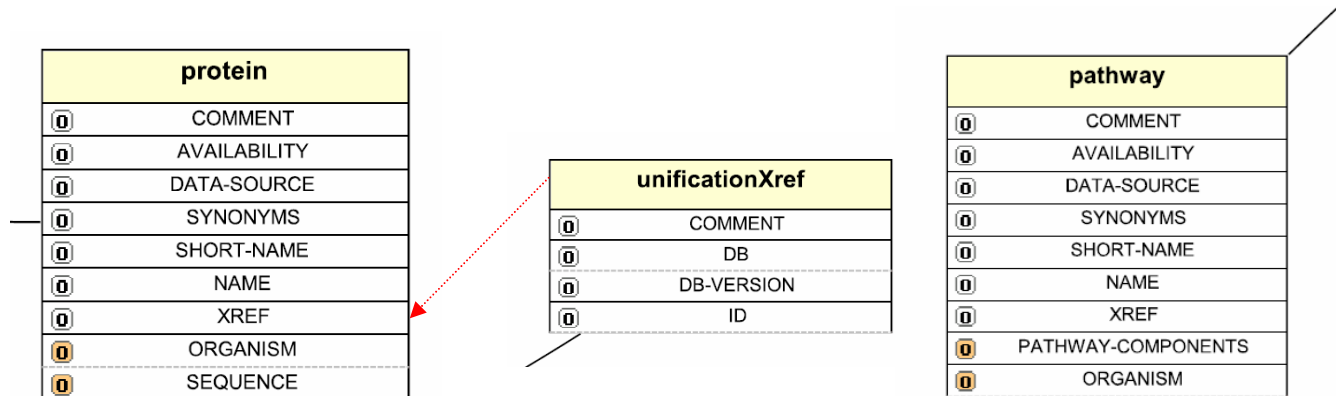 protein
COMMENT
AVAILABILITY
DATA-SOURCE
SYNONYMS
SHORT-NAME
NAME
XREF
ORGANISM
SEQUENCE
unificationXref
COMMENT
DB
DB-VERSION
ID
pathway
COMMENT
AVAILABILITY
DATA-SOURCE
SYNONYMS
SHORT-NAME
NAME
XREF
PATHWAY-COMPONENTS
ORGANISM